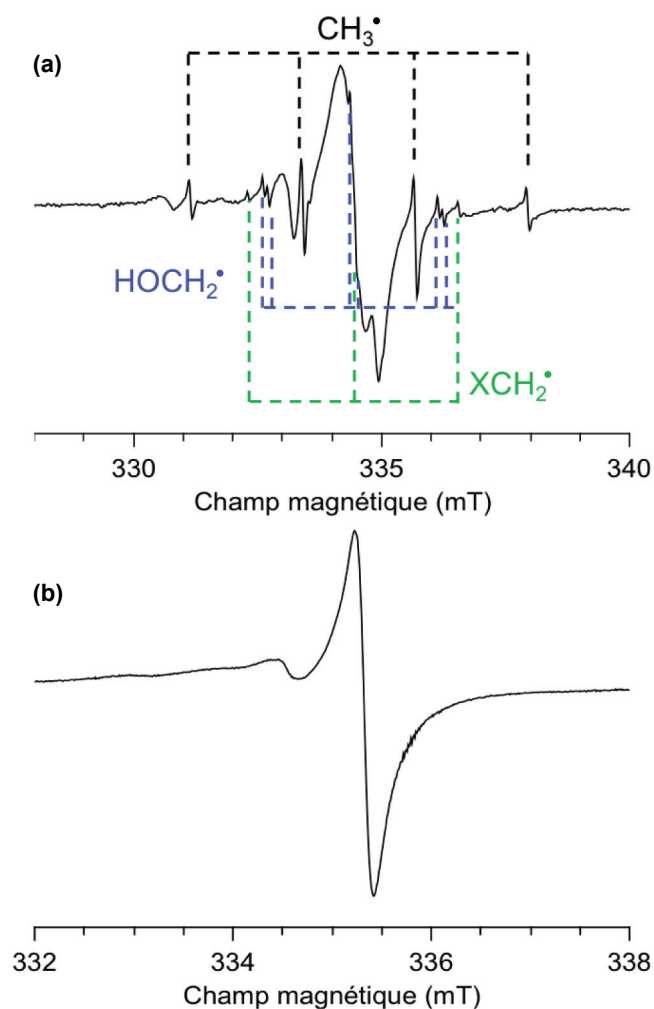 CH₃•
(a)
HOCH₂•
XCH₂•
330 335 340
Champ magnétique (mT)
(b)
332 334 336 338
Champ magnétique (mT)